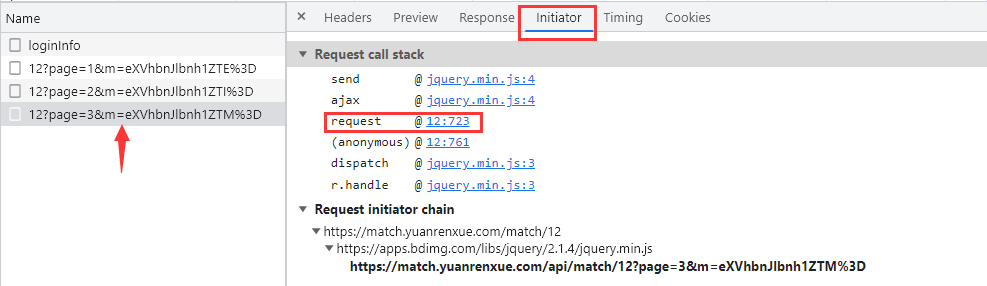 Name
loginInfo
12?page=1&m=eXVhbnJlbnh1ZTE%3D
12?page=2&m=eXVhbnJlbnh1ZTI%3D
12?page=3&m=eXVhbnJlbnh1ZTM%3D
× Headers Preview Response Initiator Timing Cookies
Request call stack
send @ jquery.min.js:4
ajax @ jquery.min.js:4
request @ 12:723
(anonymous) @ 12:761
dispatch @ jquery.min.js:3
r.handle @ jquery.min.js:3
Request initiator chain
https://match.yuanrenxue.com/match/12
https://apps.bdimg.com/libs/jquery/2.1.4/jquery.min.js
https://match.yuanrenxue.com/api/match/12?page=3&m=eXVhbnJlbnh1ZTM%3D